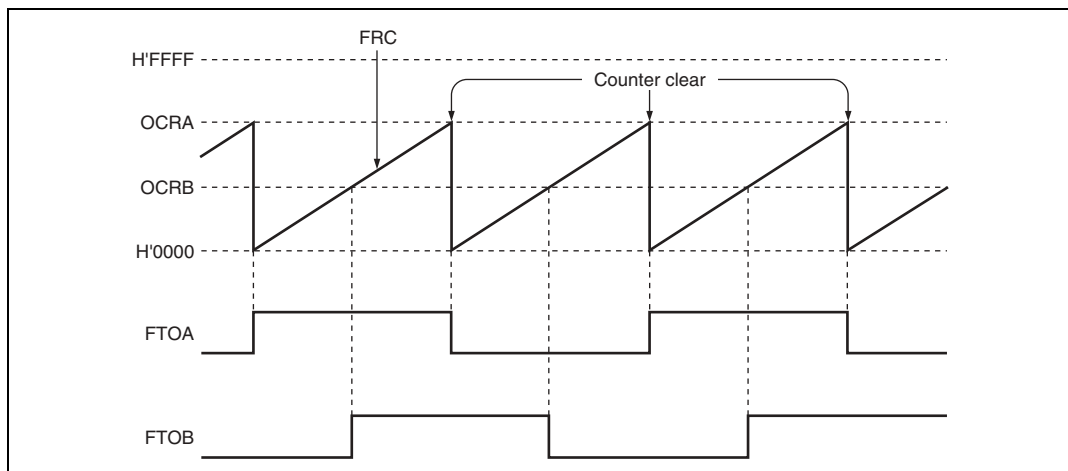 FRC
H'FFFF
Counter clear
OCRA
OCRB
H'0000
FTOA
FTOB